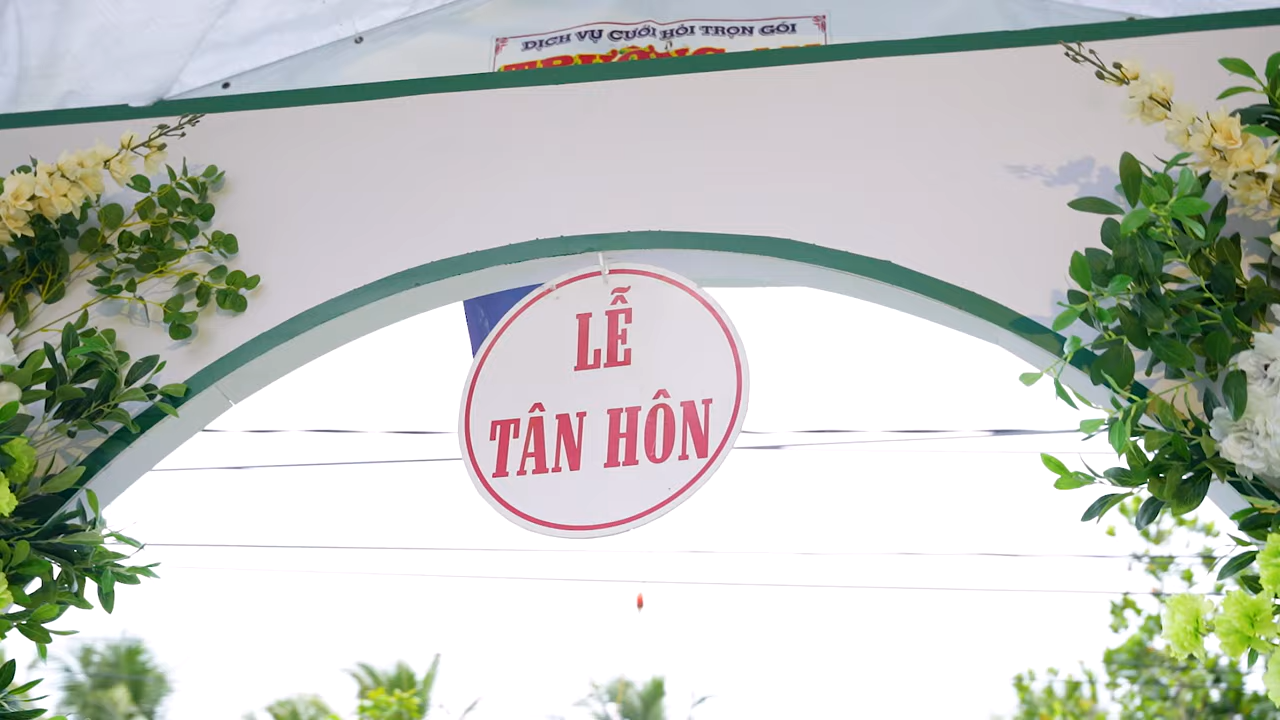 DỊCH VỤ CƯỚI HỎI TRỌN GÓI
LỄ
TÂN HÔN